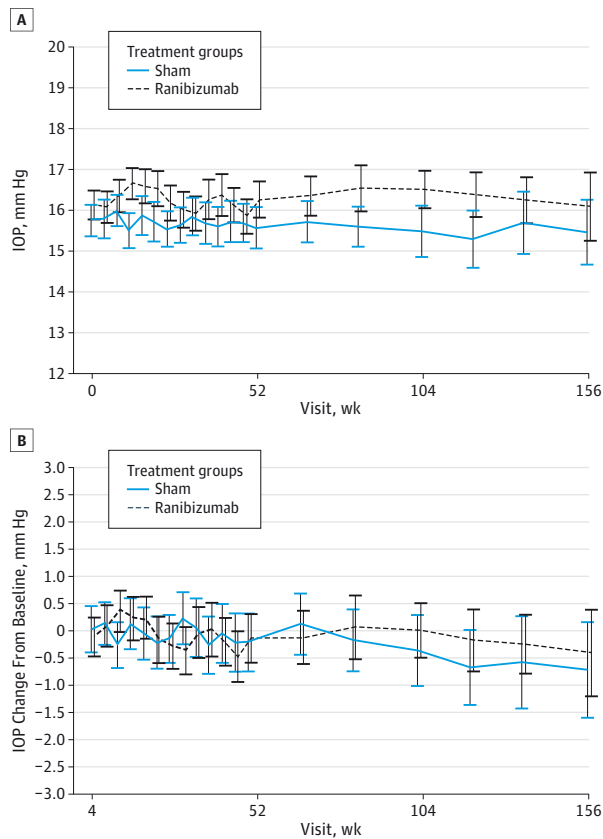 A
Treatment groups
Sham
Ranibizumab
20
19
18
17
16
15
14
13
12
IOP, mm Hg
0
52
104
156
Visit, wk
B
Treatment groups
Sham
Ranibizumab
3.0
2.5
2.0
1.5
1.0
0.5
0
−0.5
−1.0
−1.5
−2.0
−2.5
−3.0
IOP Change From Baseline, mm Hg
4
52
104
156
Visit, wk